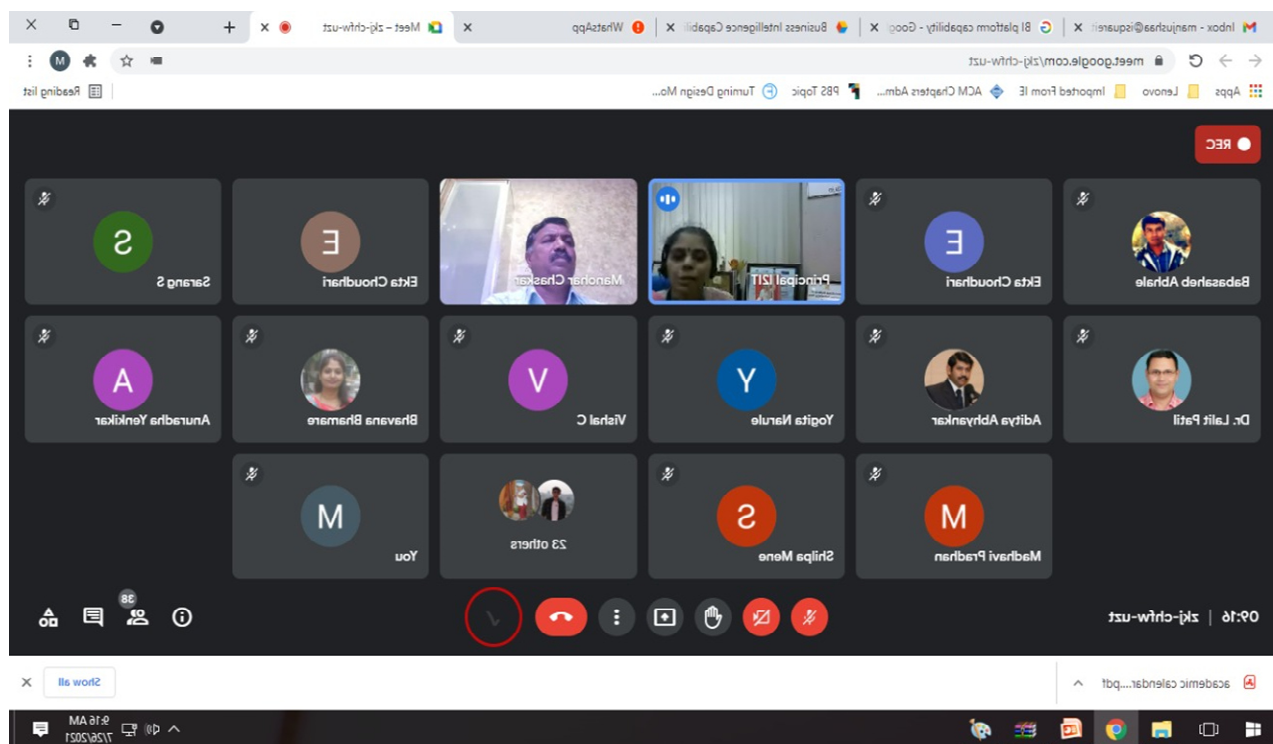 Inbox - manjushaa@isquareit
BI platform capability - Goog
Business Intelligence Capabili
WhatsApp
Meet – zkj-chfw-uzt
meet.google.com/zkj-chfw-uzt
M
Apps
Lenovo
Imported From IE
ACM Chapters Adm...
PBS Topic
Turning Design Mo...
Reading list
REC
Babasaheb Abhale
E
Ekta Choudhari
Principal I2IT
Manohar Chaskar
E
Ekta Choudhari
S
Sarang S
Dr. Lalit Patil
Aditya Abhyankar
Y
Yogita Narule
V
Vishal C
Bhavana Bhamare
A
Anuradha Yenkikar
M
Madhavi Pradhan
S
Shilpa Mene
23 others
M
You
09:16 | zkj-chfw-uzt
38
academic calendar....pdf
Show all
9:16 AM
7/26/2021